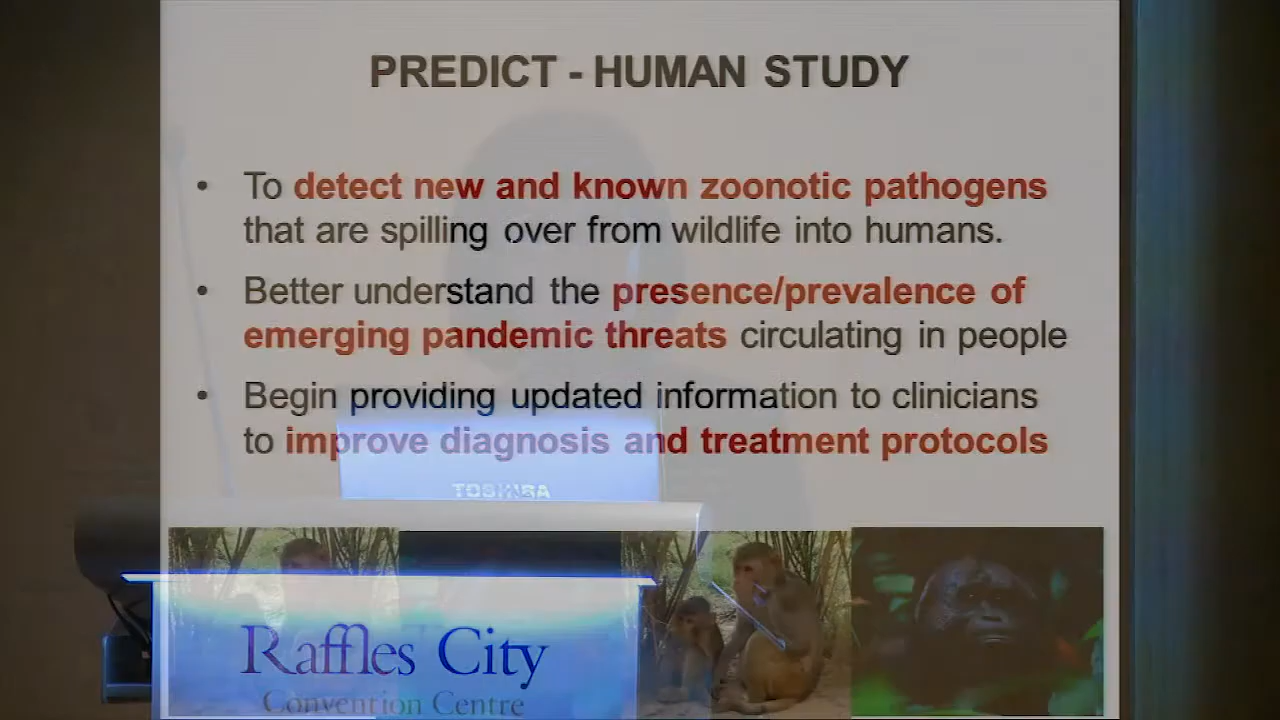 PREDICT - HUMAN STUDY
• To detect new and known zoonotic pathogens
that are spilling over from wildlife into humans.
• Better understand the presence/prevalence of
emerging pandemic threats circulating in people
• Begin providing updated information to clinicians
to improve diagnosis and treatment protocols
TOSHIBA
Raffles City
Convention Centre